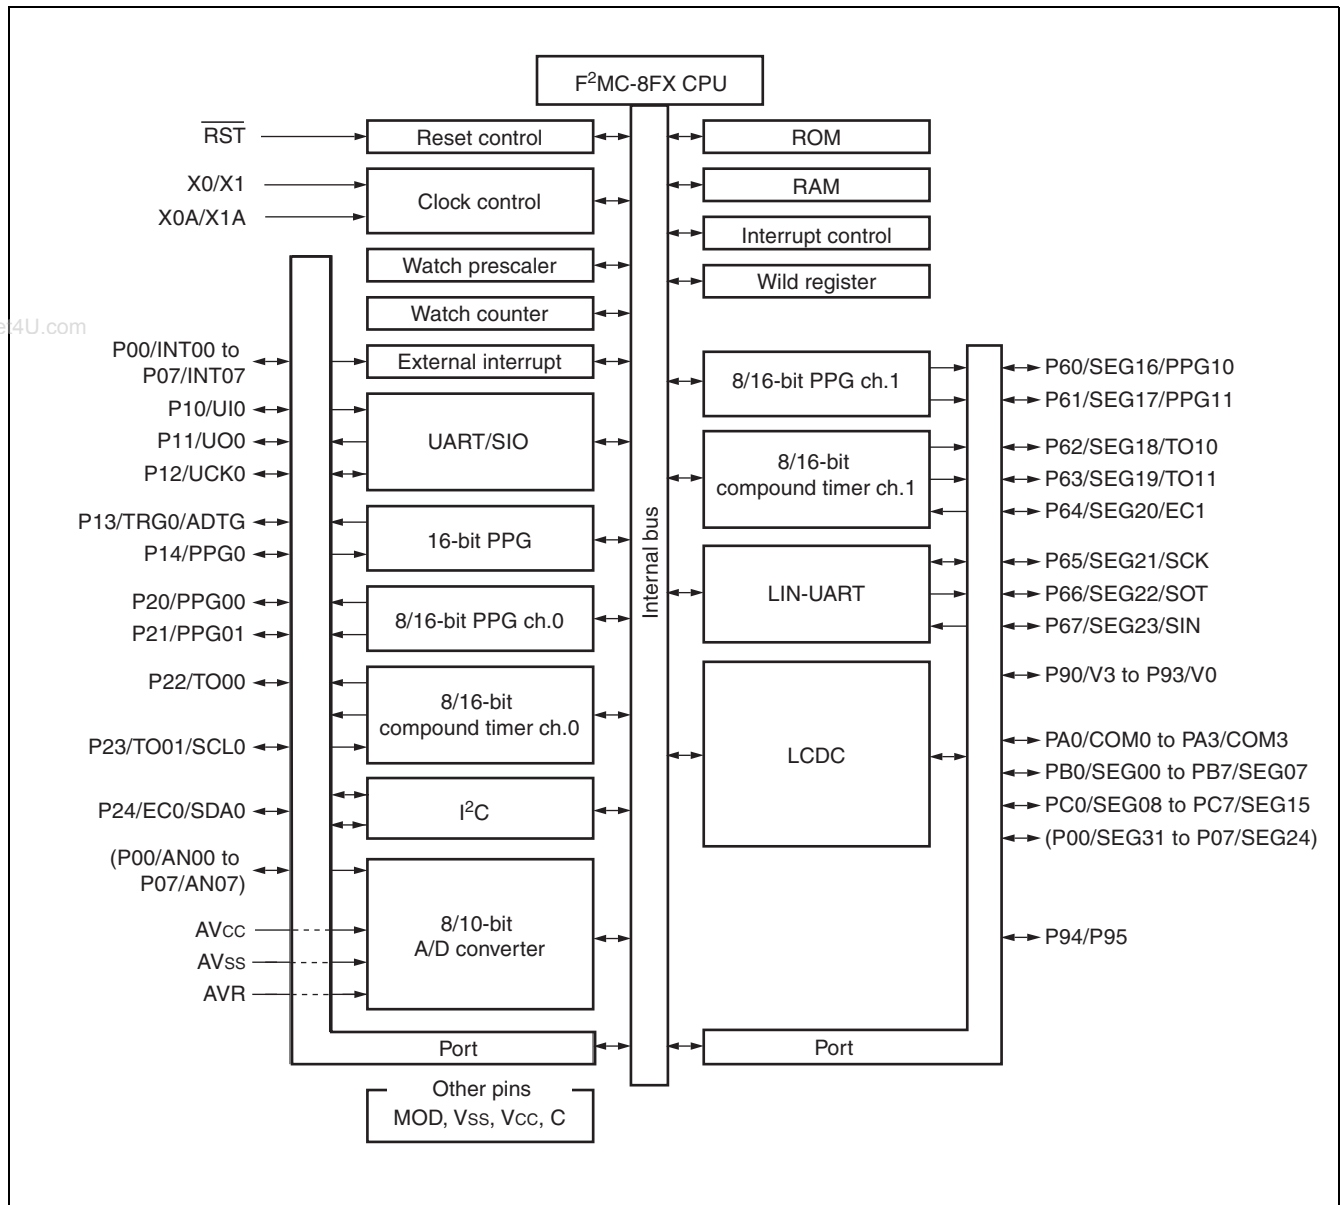 F²MC-8FX CPU
RST
Reset control
ROM
X0/X1
X0A/X1A
Clock control
RAM
Interrupt control
Watch prescaler
Wild register
Watch counter
et4U.com
P00/INT00 to
P07/INT07
External interrupt
P10/UI0
P11/UO0
P12/UCK0
UART/SIO
P13/TRG0/ADTG
P14/PPG0
16-bit PPG
P20/PPG00
P21/PPG01
8/16-bit PPG ch.0
P22/TO00
P23/TO01/SCL0
8/16-bit
compound timer ch.0
P24/EC0/SDA0
I²C
(P00/AN00 to
P07/AN07)
AVCC
AVSS
AVR
8/10-bit
A/D converter
Port
Other pins
MOD, VSS, VCC, C
Internal bus
8/16-bit PPG ch.1
P60/SEG16/PPG10
P61/SEG17/PPG11
8/16-bit
compound timer ch.1
P62/SEG18/TO10
P63/SEG19/TO11
P64/SEG20/EC1
LIN-UART
P65/SEG21/SCK
P66/SEG22/SOT
P67/SEG23/SIN
LCDC
P90/V3 to P93/V0
PA0/COM0 to PA3/COM3
PB0/SEG00 to PB7/SEG07
PC0/SEG08 to PC7/SEG15
(P00/SEG31 to P07/SEG24)
P94/P95
Port